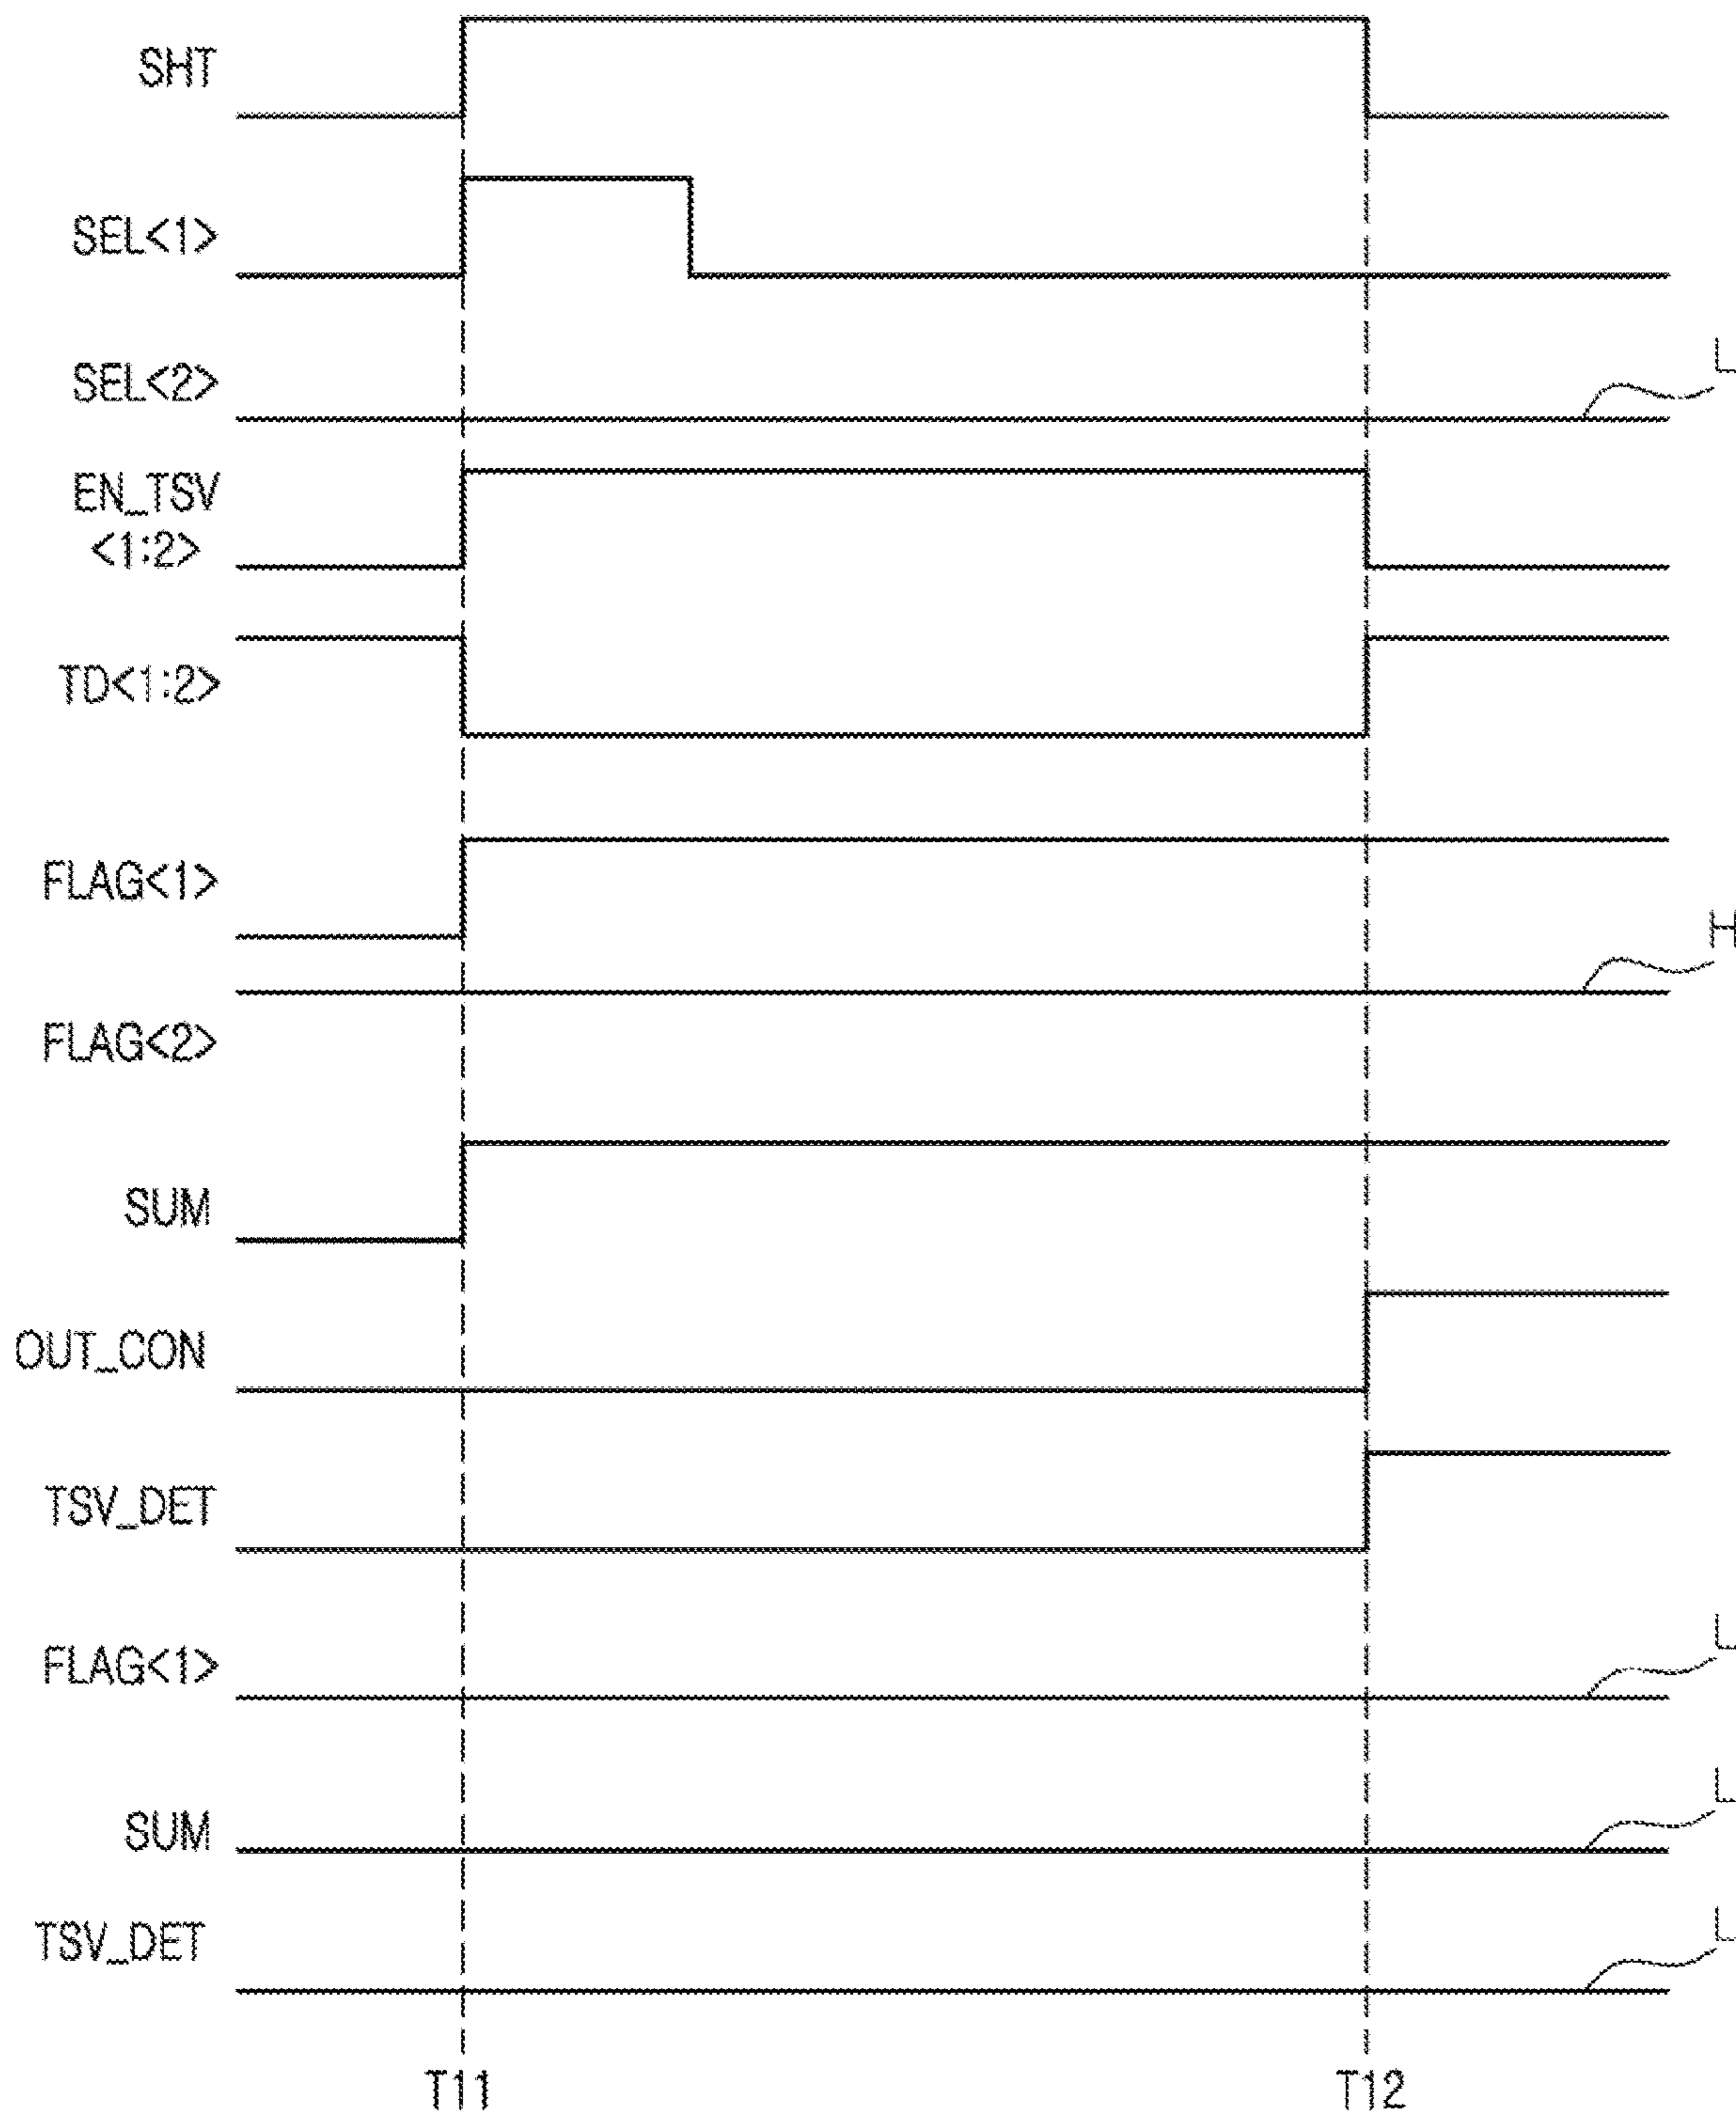 SHT
SEL<1>
SEL<2>
L
EN_TSV
<1:2>
TD<1:2>
FLAG<1>
H
FLAG<2>
SUM
OUT_CON
TSV_DET
FLAG<1>
L
SUM
L
TSV_DET
L
T11
T12